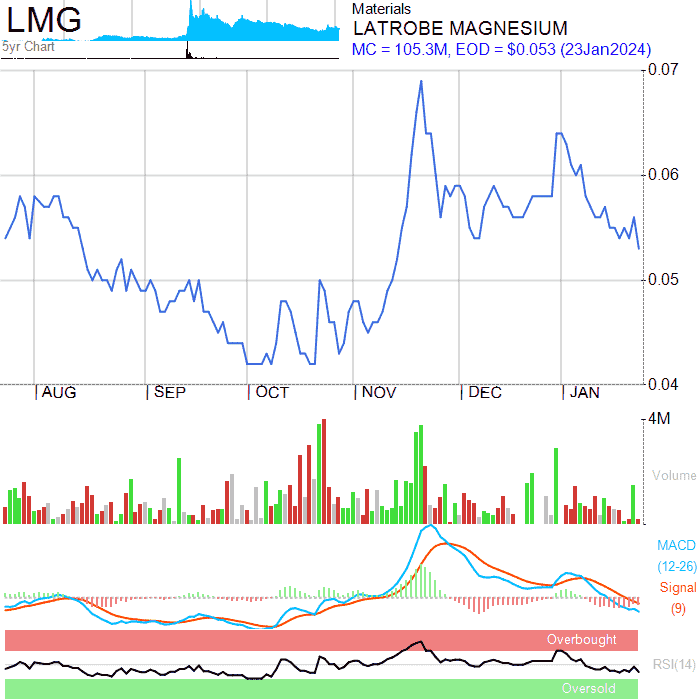 LMG
5yr Chart
Materials
LATROBE MAGNESIUM
MC = 105.3M, EOD = $0.053 (23Jan2024)
0.07
0.06
0.05
0.04
AUG SEP OCT NOV DEC JAN
4M
Volume
MACD
(12-26)
Signal
(9)
Overbought
RSI(14)
Oversold